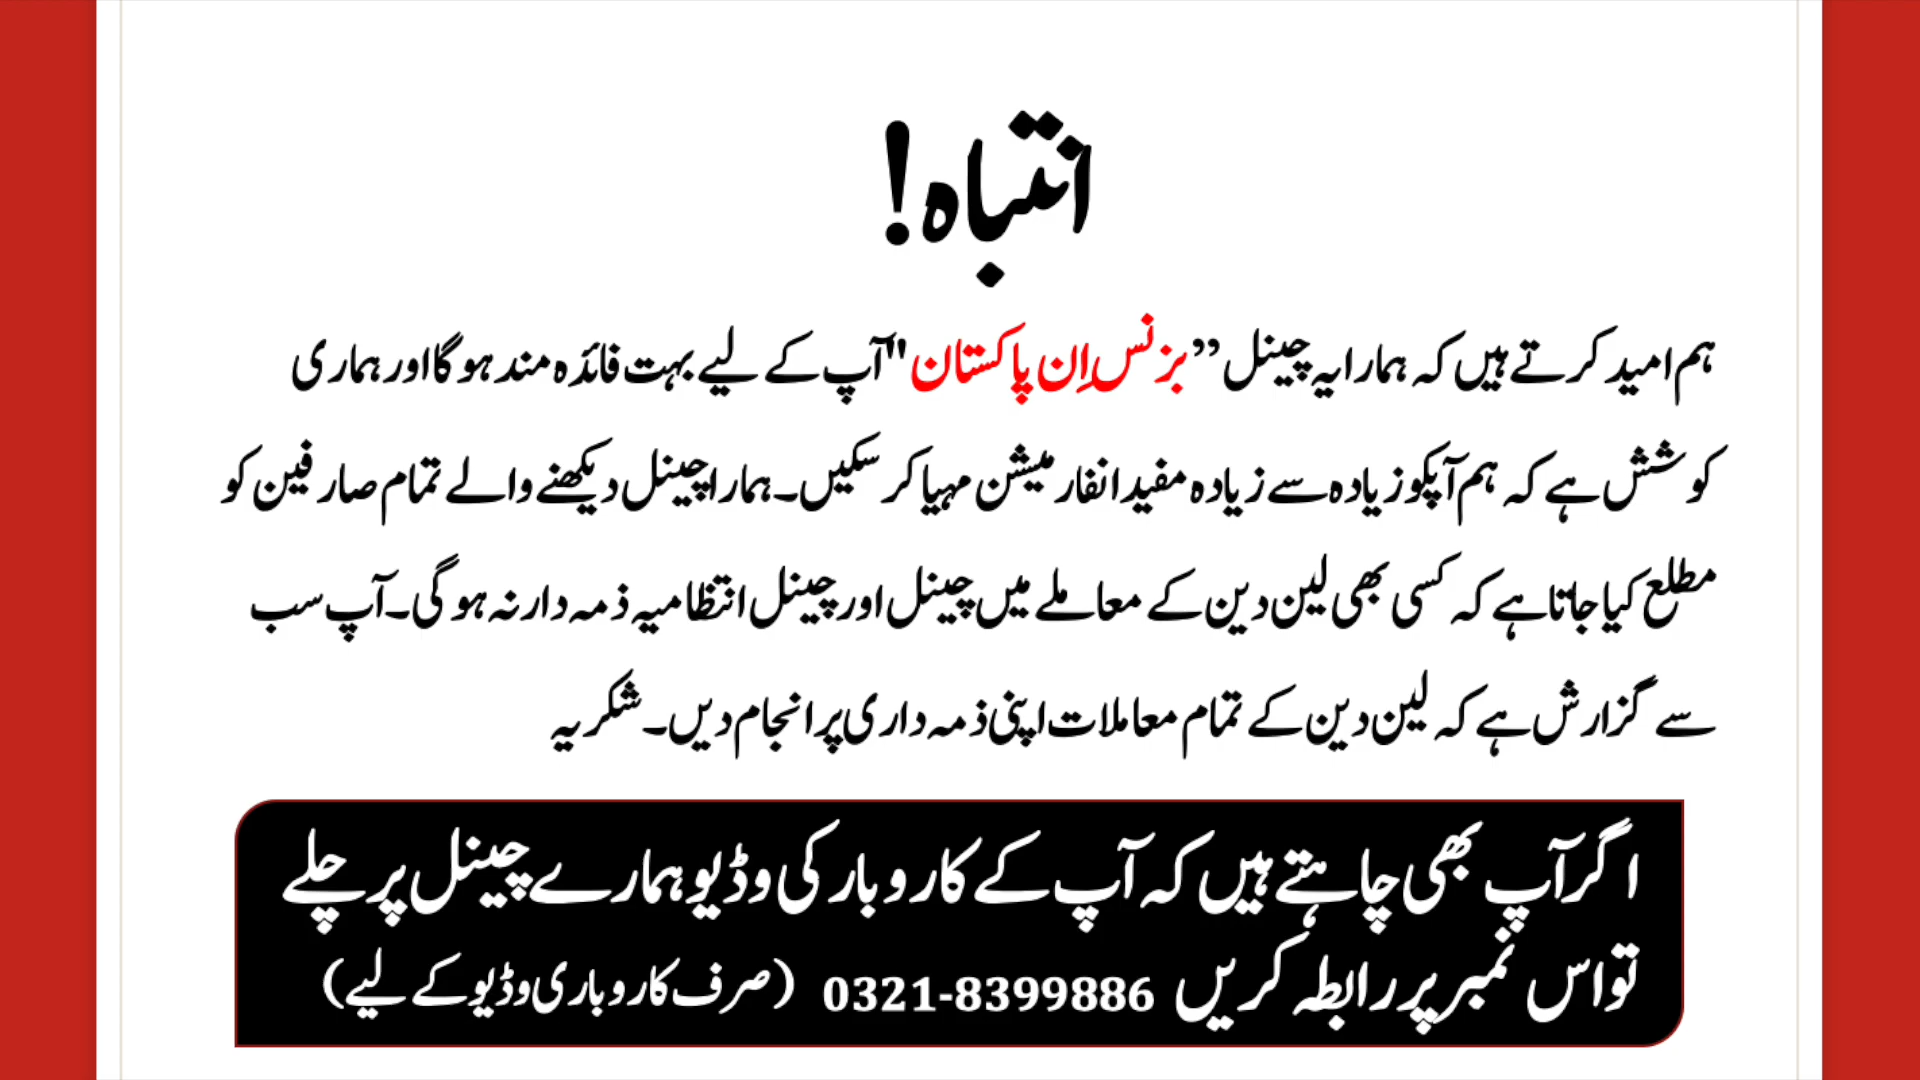 انتباہ!
ہم امید کرتے ہیں کہ ہمارا یہ چینل ”بزنس اِن پاکستان" آپ کے لیے بہت فائدہ مند ہو گا اور ہماری
کوشش ہے کہ ہم آپکو زیادہ سے زیادہ مفید انفارمیشن مہیا کر سکیں۔ ہمارا چینل دیکھنے والے تمام صارفین کو
مطلع کیا جاتا ہے کہ کسی بھی لین دین کے معاملے میں چینل اور چینل انتظامیہ ذمہ دار نہ ہو گی۔ آپ سب
سے گزارش ہے کہ لین دین کے تمام معاملات اپنی ذمہ داری پر انجام دیں۔ شکریہ
اگر آپ بھی چاہتے ہیں کہ آپ کے کاروبار کی وڈیو ہمارے چینل پر چلے
تو اس نمبر پر رابطہ کریں 0321-8399886 (صرف کاروباری وڈیو کے لیے)